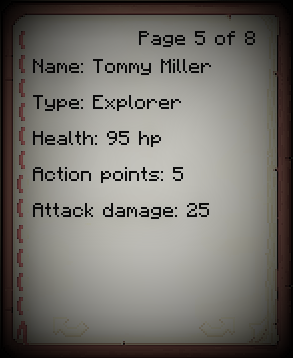 Page 5 of 8
Name: Tommy Miller
Type: Explorer
Health: 95 hp
Action points: 5
Attack damage: 25